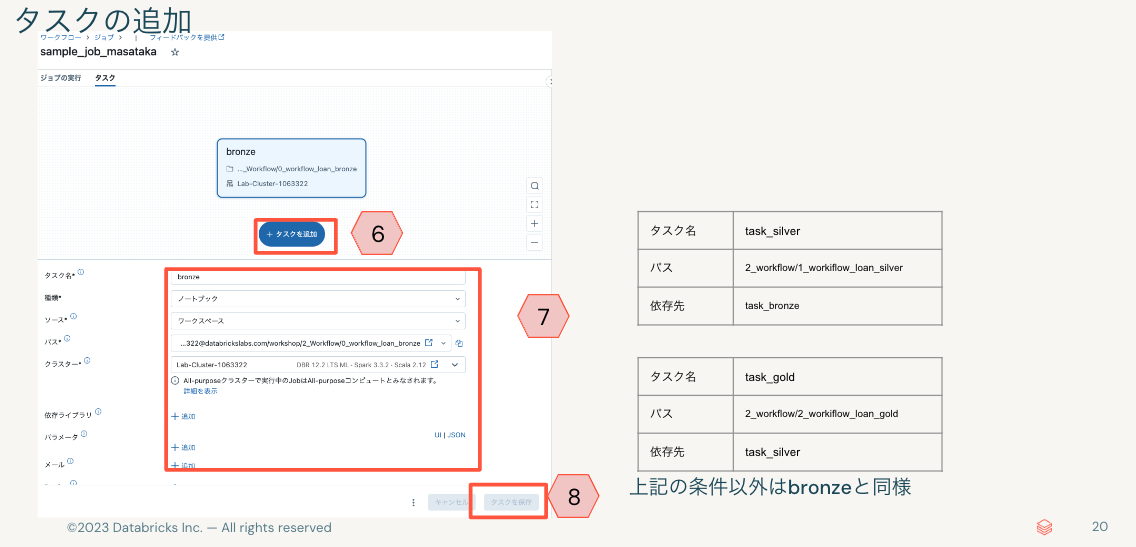 タスクの追加
ワークフロー > ジョブ > | フィードバックを提供
sample_job_masataka
ジョブの実行 タスク
bronze
..._Workflow/0_workflow_loan_bronze
Lab-Cluster-1063322
+ タスクを追加
6
タスク名* bronze
種類* ノートブック
ソース* ワークスペース
7
パス* ...322@databrickslabs.com/workshop/2_Workflow/0_workflow_loan_bronze
クラスター* Lab-Cluster-1063322 DBR 12.2 LTS ML · Spark 3.3.2 · Scala 2.12
All-purposeクラスターで実行中のJobはAll-purposeコンピュートとみなされます。
詳細を表示
依存ライブラリ + 追加
パラメータ UI | JSON
+ 追加
メール + 追加
キャンセル タスクを保存
8
タスク名 task_silver
パス 2_workflow/1_workiflow_loan_silver
依存先 task_bronze
タスク名 task_gold
パス 2_workflow/2_workiflow_loan_gold
依存先 task_silver
上記の条件以外はbronzeと同様
©2023 Databricks Inc. — All rights reserved
20